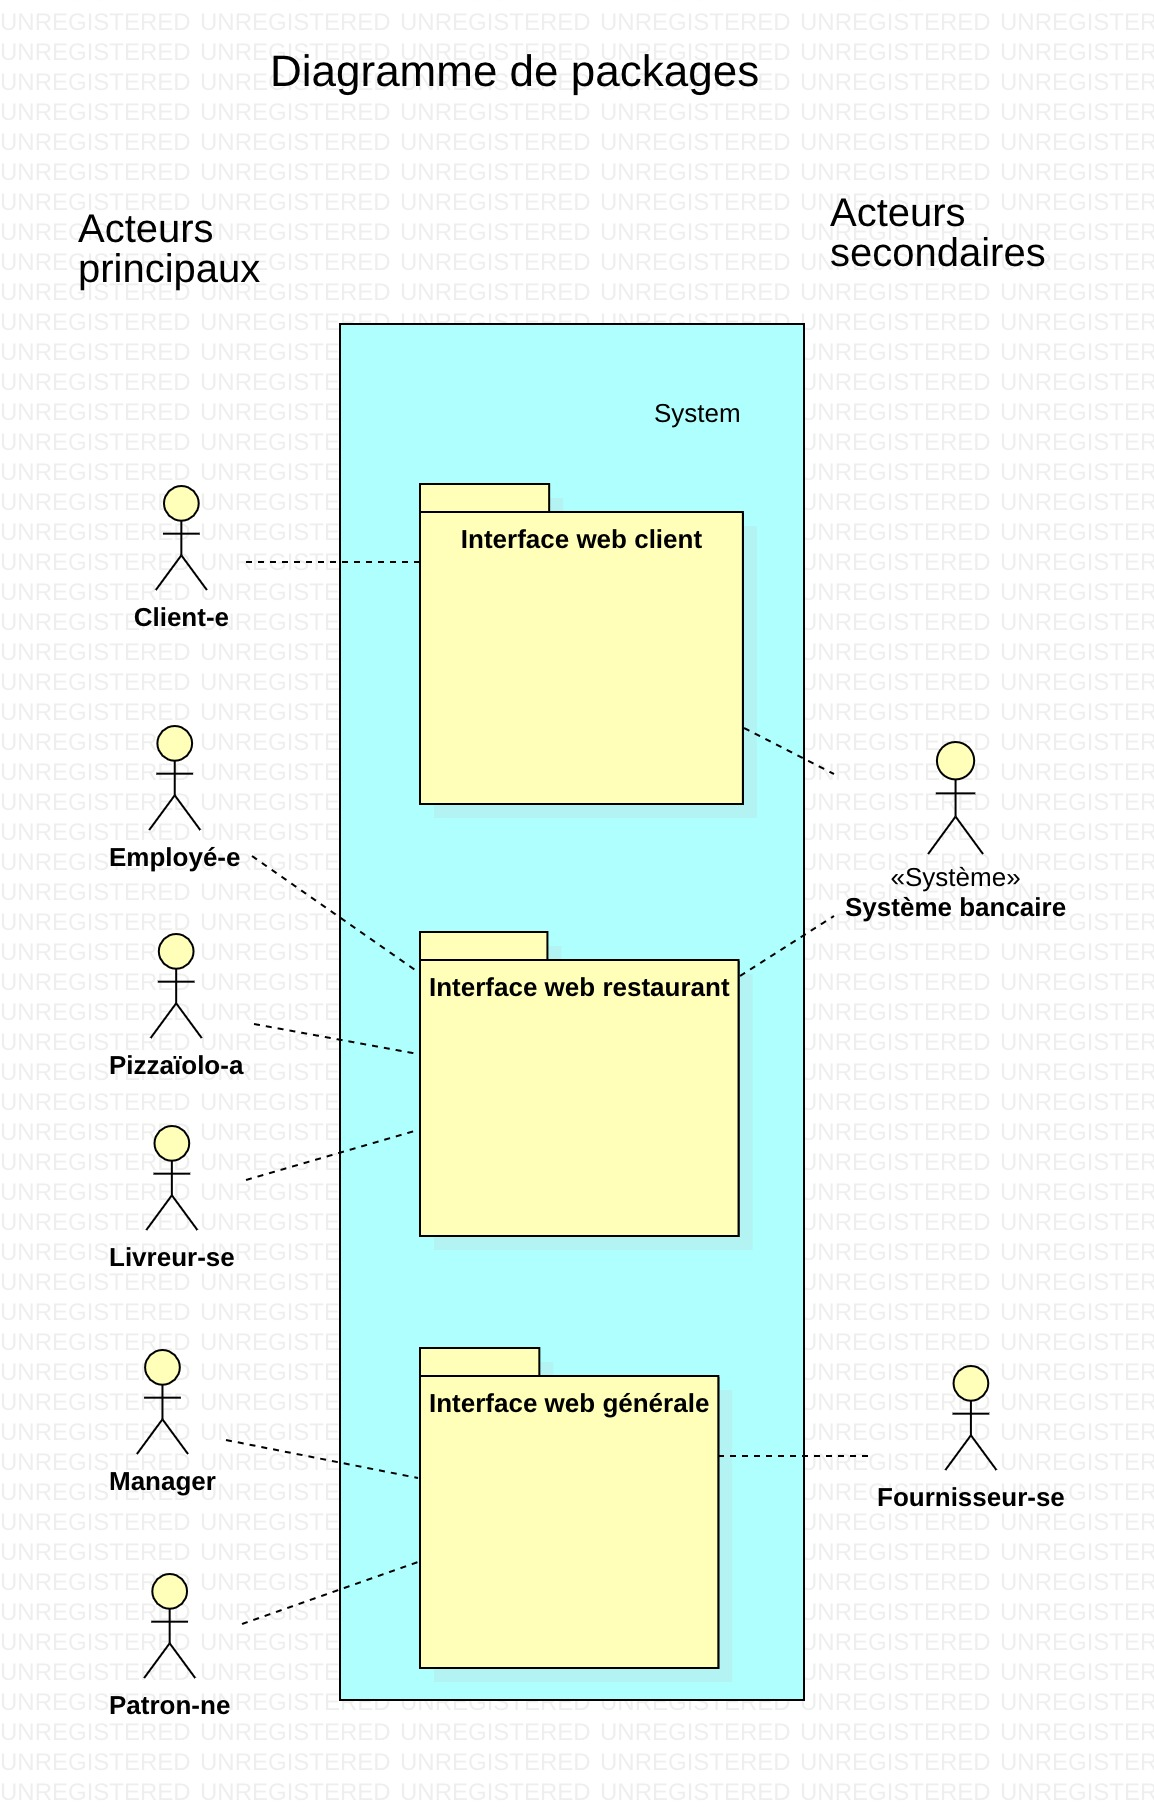 Diagramme de packages
Acteurs
principaux
Acteurs
secondaires
System
Interface web client
Client-e
Employé-e
«Système»
Système bancaire
Interface web restaurant
Pizzaïolo-a
Livreur-se
Interface web générale
Manager
Fournisseur-se
Patron-ne
UNREGISTERED